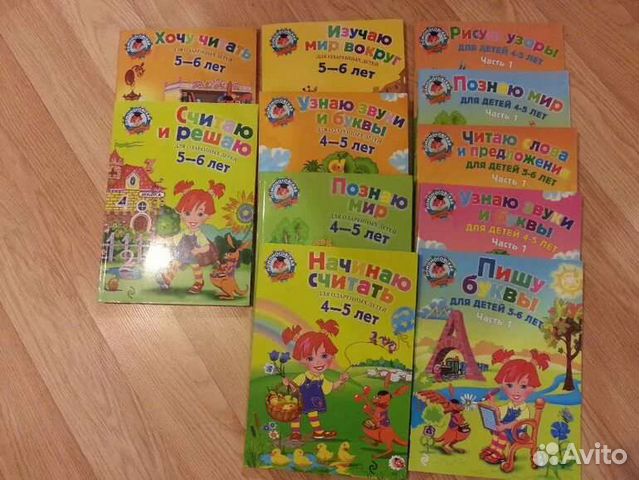 Хочу читать
ДЛЯ ОДАРЕННЫХ ДЕТЕЙ
5—6 лет
Считаю
и решаю
ДЛЯ ОДАРЕННЫХ ДЕТЕЙ
5—6 лет
Изучаю
мир вокруг
ДЛЯ ОДАРЕННЫХ ДЕТЕЙ
5—6 лет
Узнаю звуки
и буквы
ДЛЯ ОДАРЕННЫХ ДЕТЕЙ
4—5 лет
Познаю
мир
ДЛЯ ОДАРЕННЫХ ДЕТЕЙ
4—5 лет
Начинаю
считать
ДЛЯ ОДАРЕННЫХ ДЕТЕЙ
4—5 лет
Рисую узоры
ДЛЯ ДЕТЕЙ 4-5 ЛЕТ
Часть 1
Познаю мир
ДЛЯ ДЕТЕЙ 4-5 ЛЕТ
Часть 1
Читаю слова
и предложения
ДЛЯ ДЕТЕЙ 5-6 ЛЕТ
Часть 1
Узнаю звуки
и буквы
ДЛЯ ДЕТЕЙ 4-5 ЛЕТ
Часть 1
Пишу
буквы
ДЛЯ ДЕТЕЙ 5-6 ЛЕТ
Часть 1
Avito